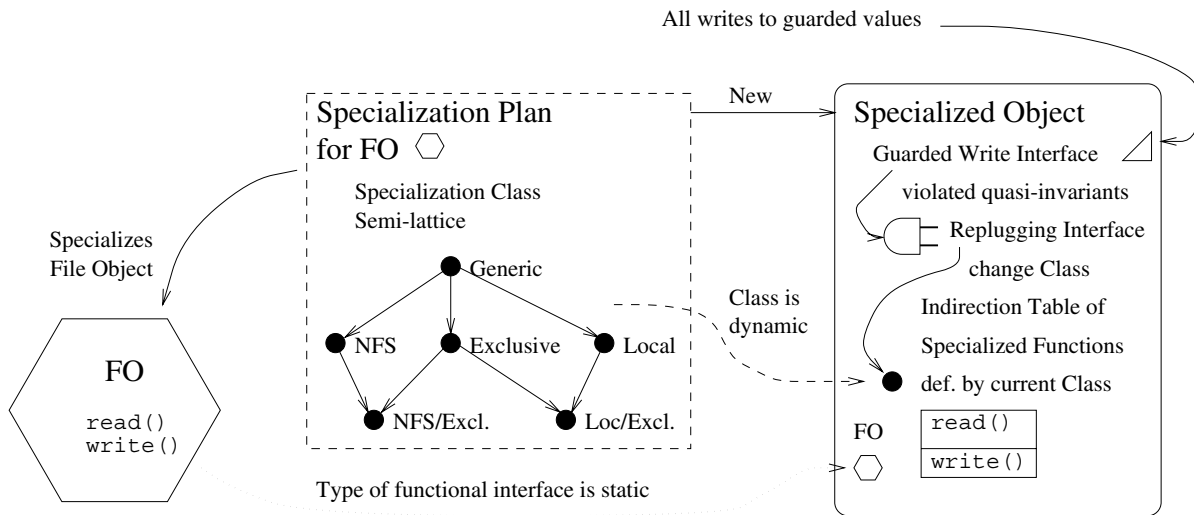 All writes to guarded values
Specialization Plan
for FO
New
Specialized Object
Guarded Write Interface
Specialization Class
Semi-lattice
violated quasi-invariants
Replugging Interface
Specializes
File Object
Generic
change Class
Class is
dynamic
Indirection Table of
NFS
Exclusive
Local
Specialized Functions
FO
def. by current Class
read()
write()
NFS/Excl.
Loc/Excl.
FO
read()
write()
Type of functional interface is static